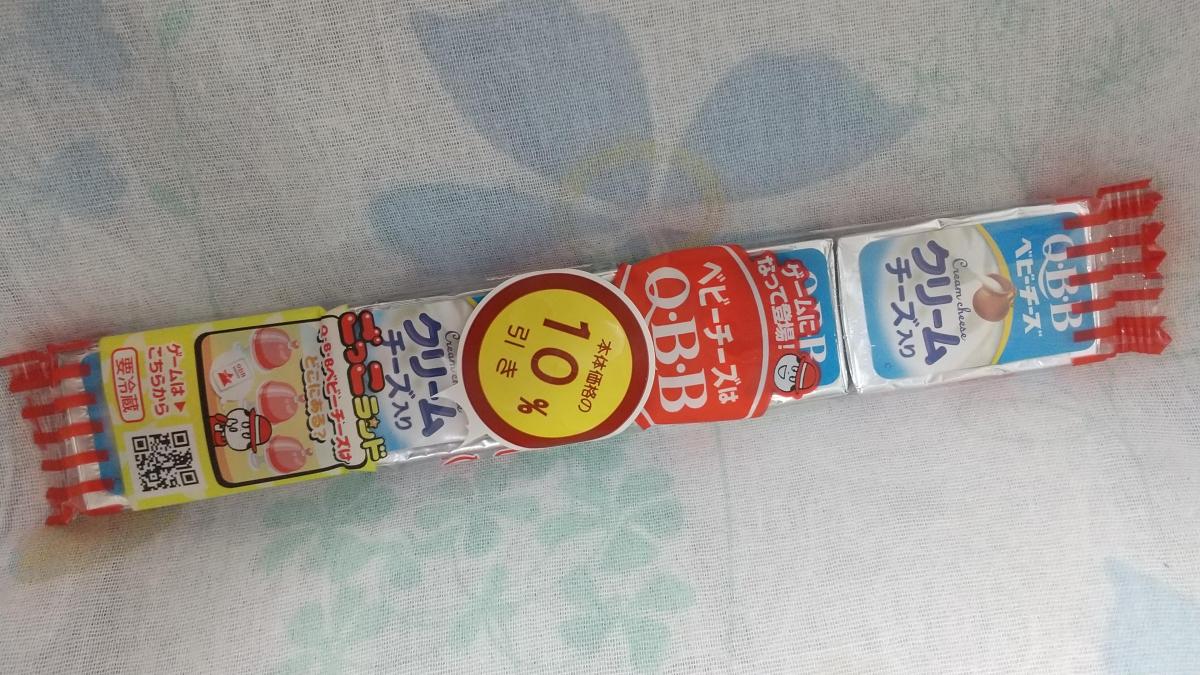 ゲームは▶
こちらから
要冷蔵
ごっこランド
Q・B・Bベビーチーズは
どこにある?
クリーム
チーズ入り
本体価格の
10%
引き
ベビーチーズは
Q・B・B
ゲームに
なって登場!
Q・B・B
ベビーチーズ
Cream cheese
クリーム
チーズ入り